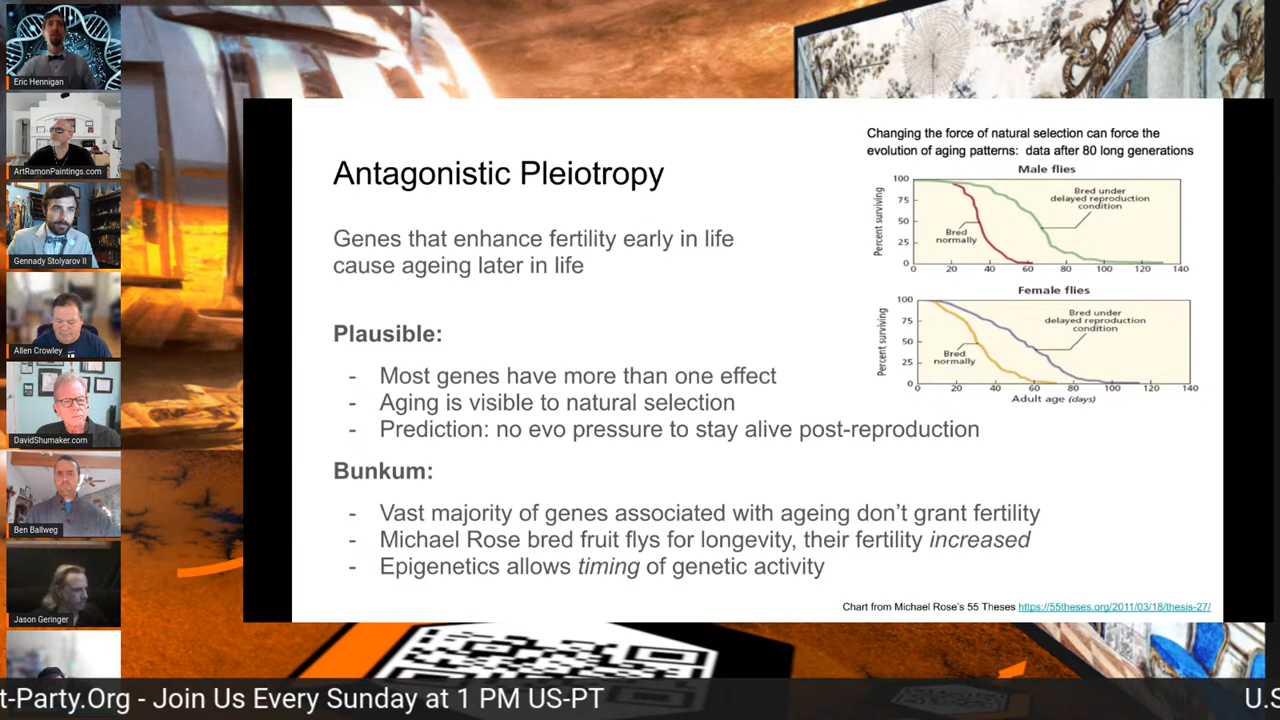 Eric Hennigan
ArtRamonPaintings.com
Gennady Stolyarov II
Allen Crowley
DavidShumaker.com
Ben Ballweg
Jason Geringer
Antagonistic Pleiotropy
Genes that enhance fertility early in life
cause ageing later in life
Plausible:
- Most genes have more than one effect
- Aging is visible to natural selection
- Prediction: no evo pressure to stay alive post-reproduction
Bunkum:
- Vast majority of genes associated with ageing don't grant fertility
- Michael Rose bred fruit flys for longevity, their fertility increased
- Epigenetics allows timing of genetic activity
Changing the force of natural selection can force the
evolution of aging patterns: data after 80 long generations
Male flies
Percent surviving
100
75
50
25
0
Bred
normally
Bred under
delayed reproduction
condition
0 20 40 60 80 100 120 140
Female flies
Percent surviving
100
75
50
25
0
Bred
normally
Bred under
delayed reproduction
condition
0 20 40 60 80 100 120 140
Adult age (days)
Chart from Michael Rose's 55 Theses https://55theses.org/2011/03/18/thesis-27/
t-Party.Org - Join Us Every Sunday at 1 PM US-PT
U.S